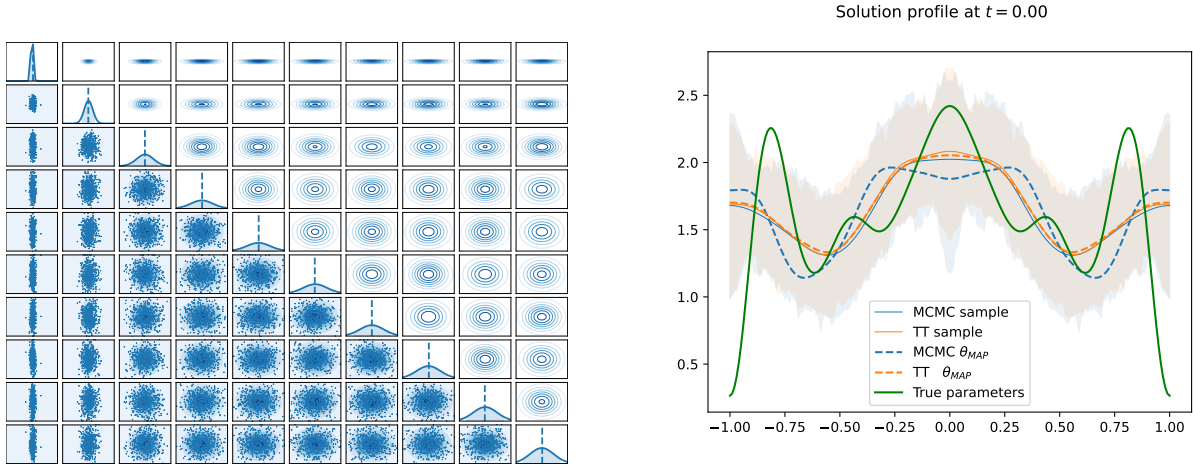 Solution profile at t = 0.00
2.5
2.0
1.5
1.0
0.5
MCMC sample
TT sample
MCMC θMAP
TT θMAP
True parameters
−1.00 −0.75 −0.50 −0.25 0.00 0.25 0.50 0.75 1.00